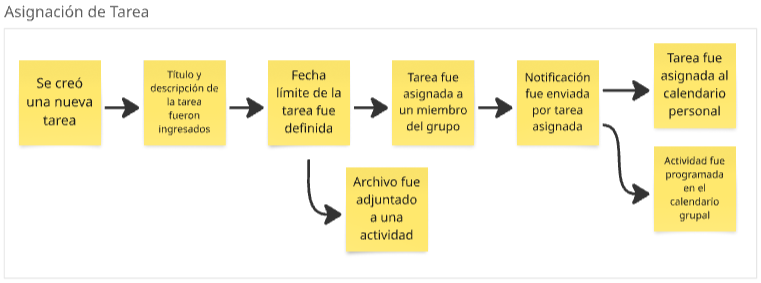 Asignación de Tarea
Se creó
una nueva
tarea
Título y
descripción de
la tarea
fueron
ingresados
Fecha
límite de la
tarea fue
definida
Tarea fue
asignada a
un miembro
del grupo
Notificación
fue enviada
por tarea
asignada
Tarea fue
asignada al
calendario
personal
Archivo fue
adjuntado
a una
actividad
Actividad fue
programada
en el
calendario
grupal